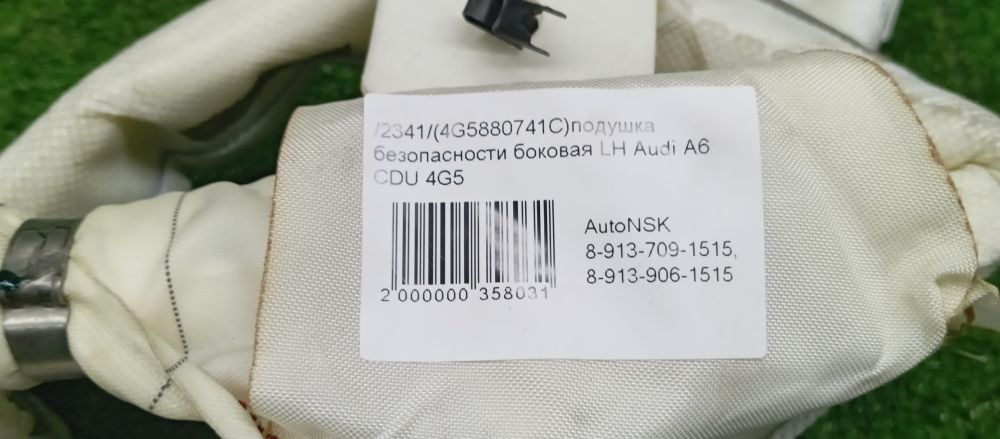 /2341/(4G5880741C)подушка
безопасности боковая LH Audi A6
CDU 4G5
AutoNSK
8-913-709-1515,
8-913-906-1515
2 000000 358031